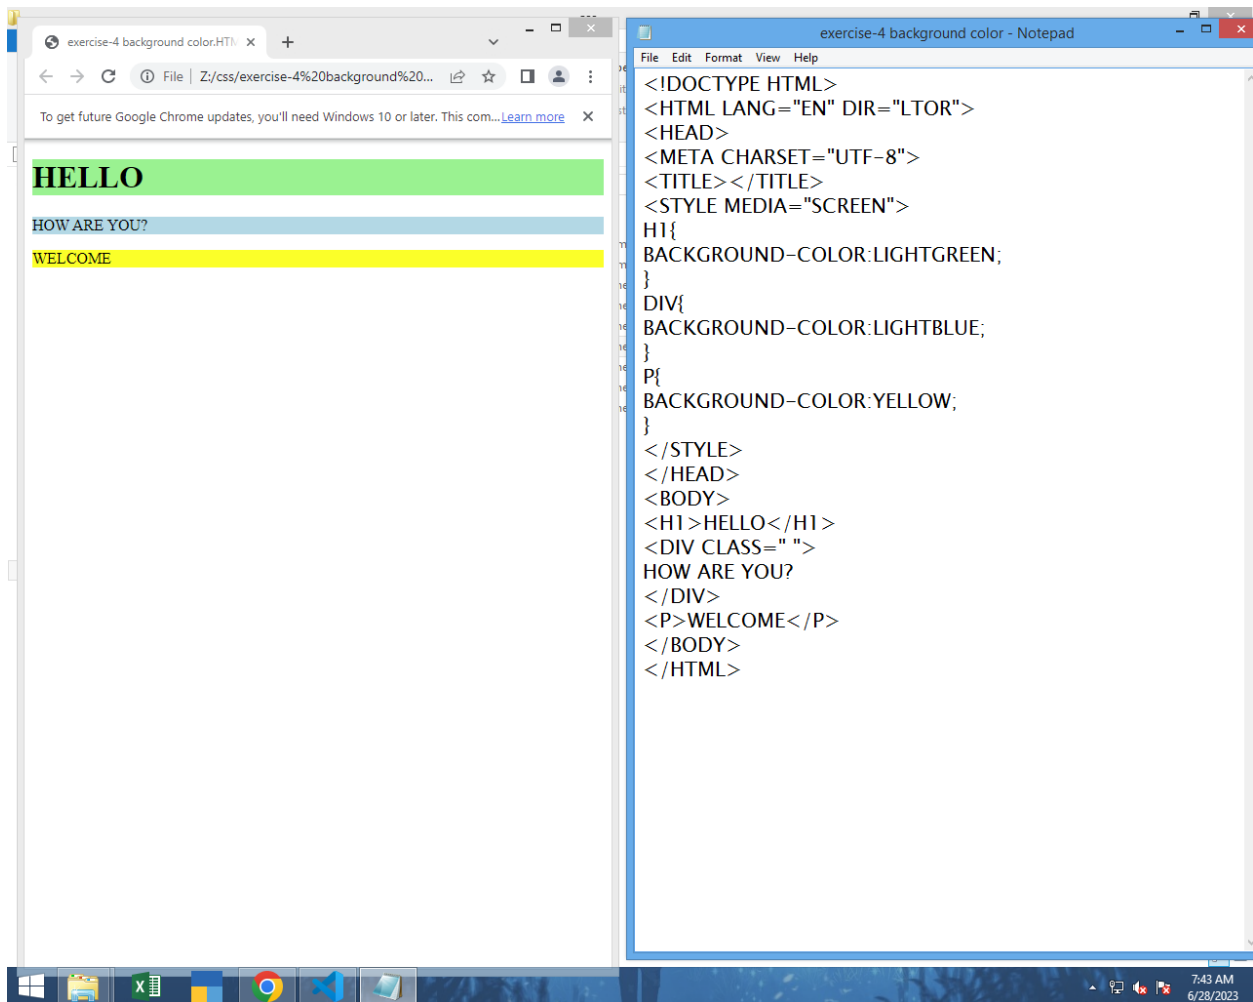 exercise-4 background color.HTM
File
Z:/css/exercise-4%20background%20...
To get future Google Chrome updates, you'll need Windows 10 or later. This com...Learn more
HELLO
HOW ARE YOU?
WELCOME
exercise-4 background color - Notepad
File Edit Format View Help
<!DOCTYPE HTML>
<HTML LANG="EN" DIR="LTOR">
<HEAD>
<META CHARSET="UTF-8">
<TITLE></TITLE>
<STYLE MEDIA="SCREEN">
H1{
BACKGROUND-COLOR:LIGHTGREEN;
}
DIV{
BACKGROUND-COLOR:LIGHTBLUE;
}
P{
BACKGROUND-COLOR:YELLOW;
}
</STYLE>
</HEAD>
<BODY>
<H1>HELLO</H1>
<DIV CLASS=" ">
HOW ARE YOU?
</DIV>
<P>WELCOME</P>
</BODY>
</HTML>
7:43 AM
6/28/2023